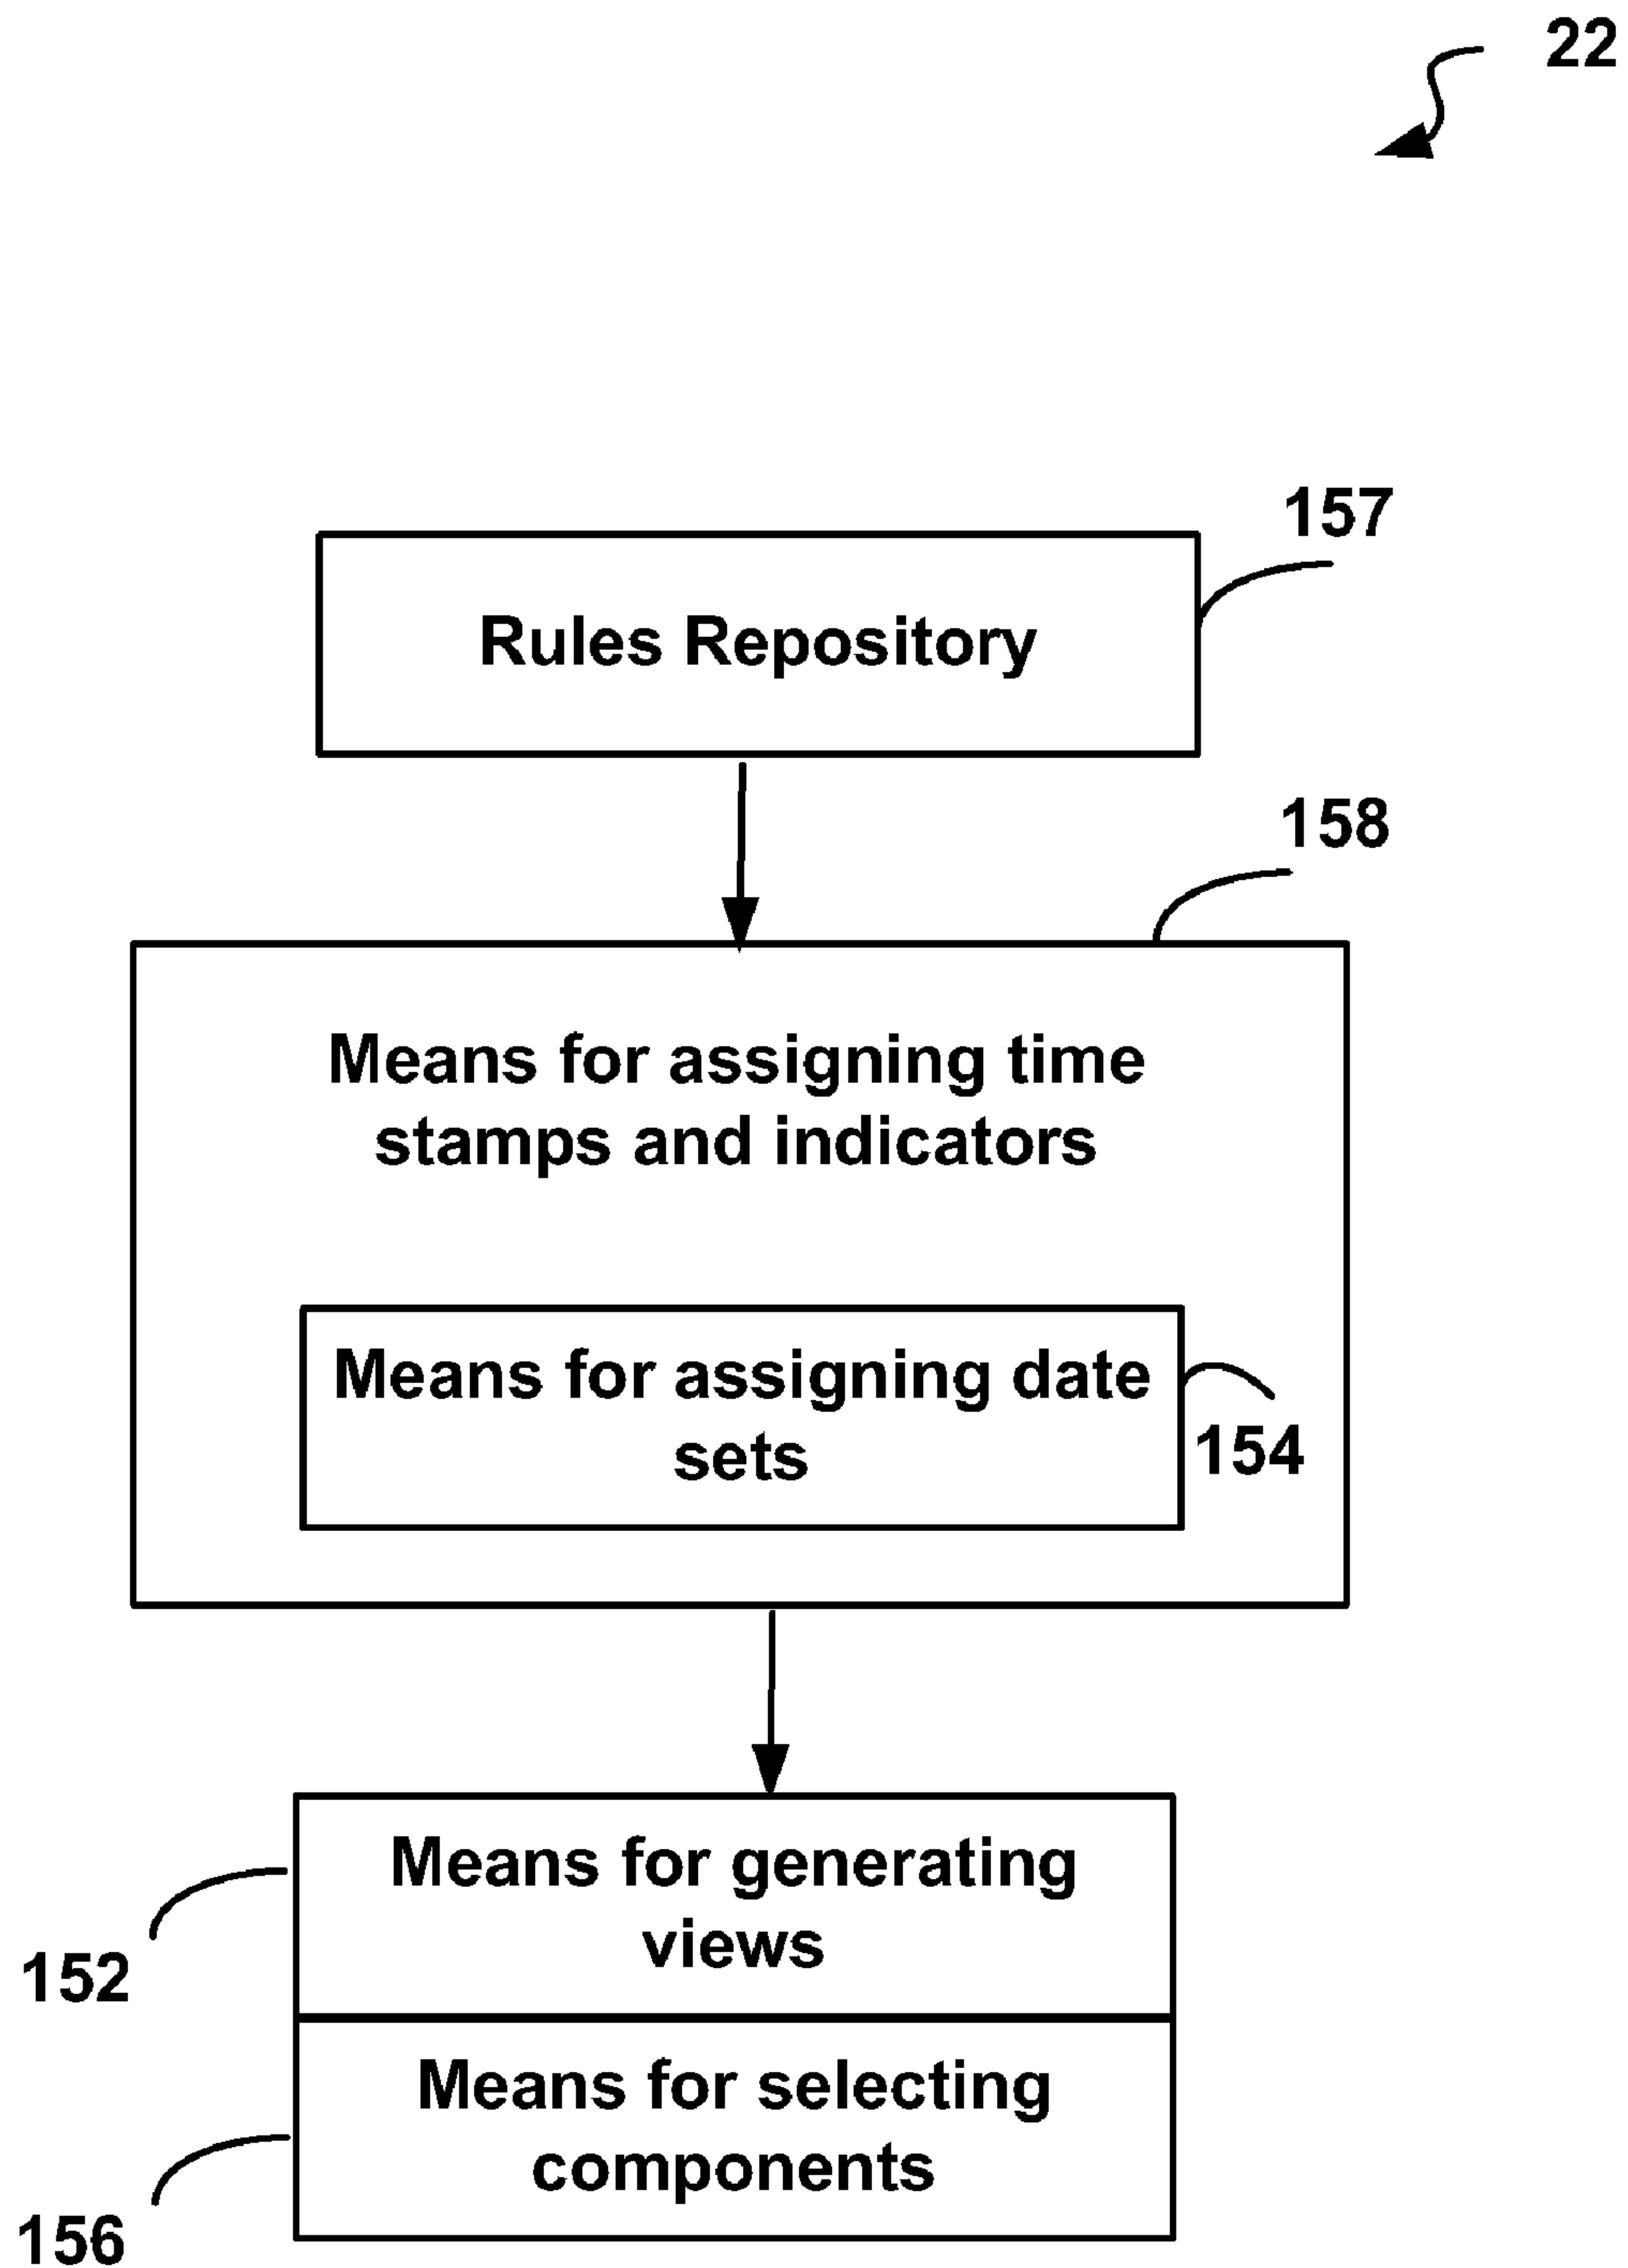 22
157
Rules Repository
158
Means for assigning time
stamps and indicators
Means for assigning date
sets
154
Means for generating
views
152
Means for selecting
components
156